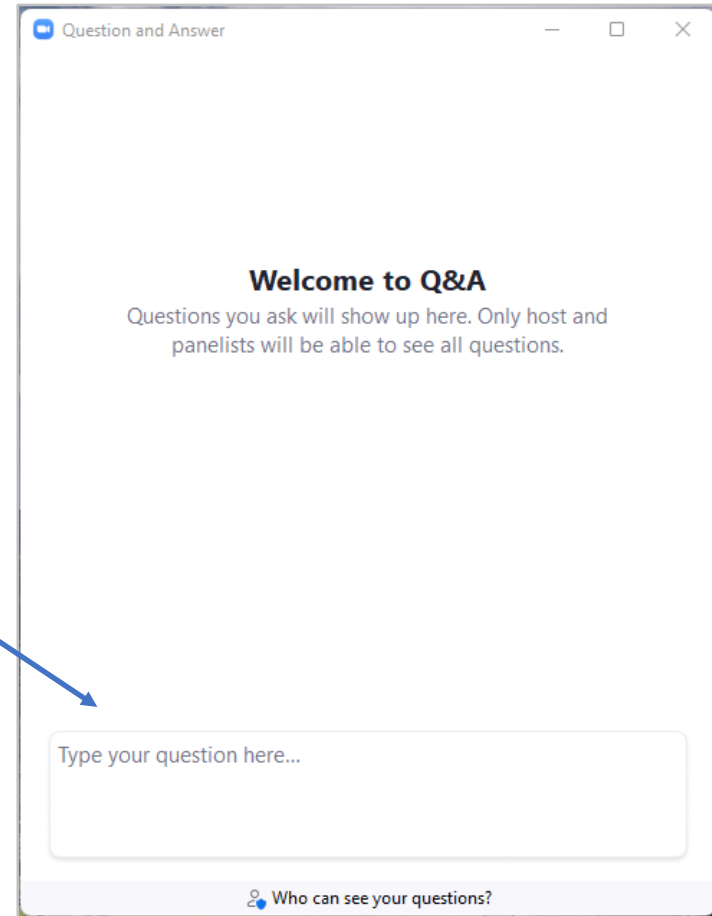 Question and Answer
Welcome to Q&A
Questions you ask will show up here. Only host and
panelists will be able to see all questions.
Type your question here...
Who can see your questions?